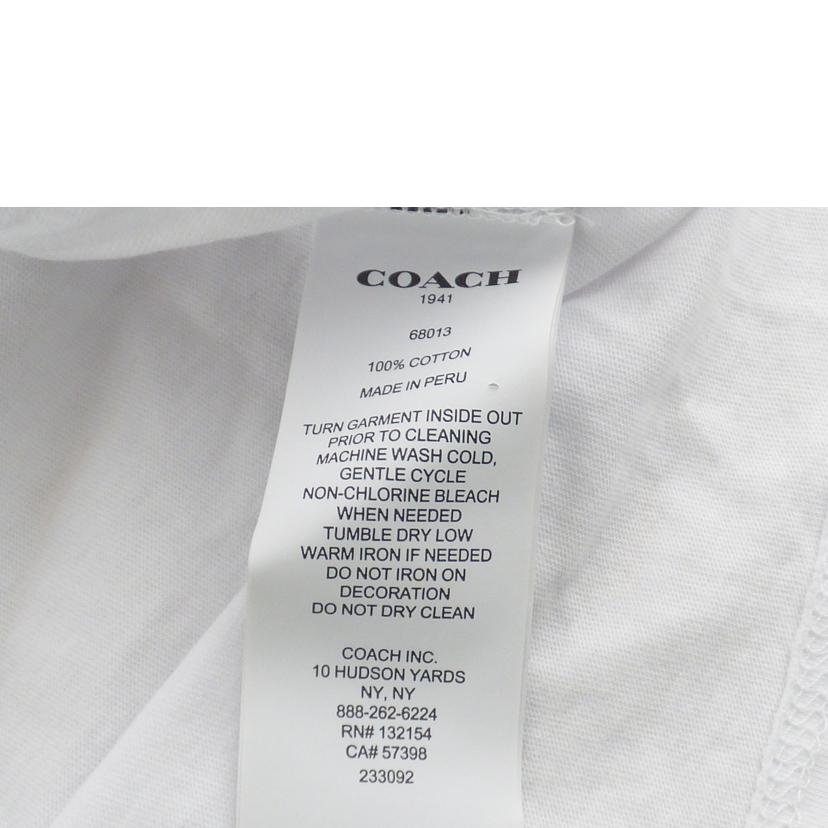 COACH
1941
68013
100% COTTON
MADE IN PERU
TURN GARMENT INSIDE OUT
PRIOR TO CLEANING
MACHINE WASH COLD,
GENTLE CYCLE
NON-CHLORINE BLEACH
WHEN NEEDED
TUMBLE DRY LOW
WARM IRON IF NEEDED
DO NOT IRON ON
DECORATION
DO NOT DRY CLEAN
COACH INC.
10 HUDSON YARDS
NY, NY
888-262-6224
RN# 132154
CA# 57398
233092